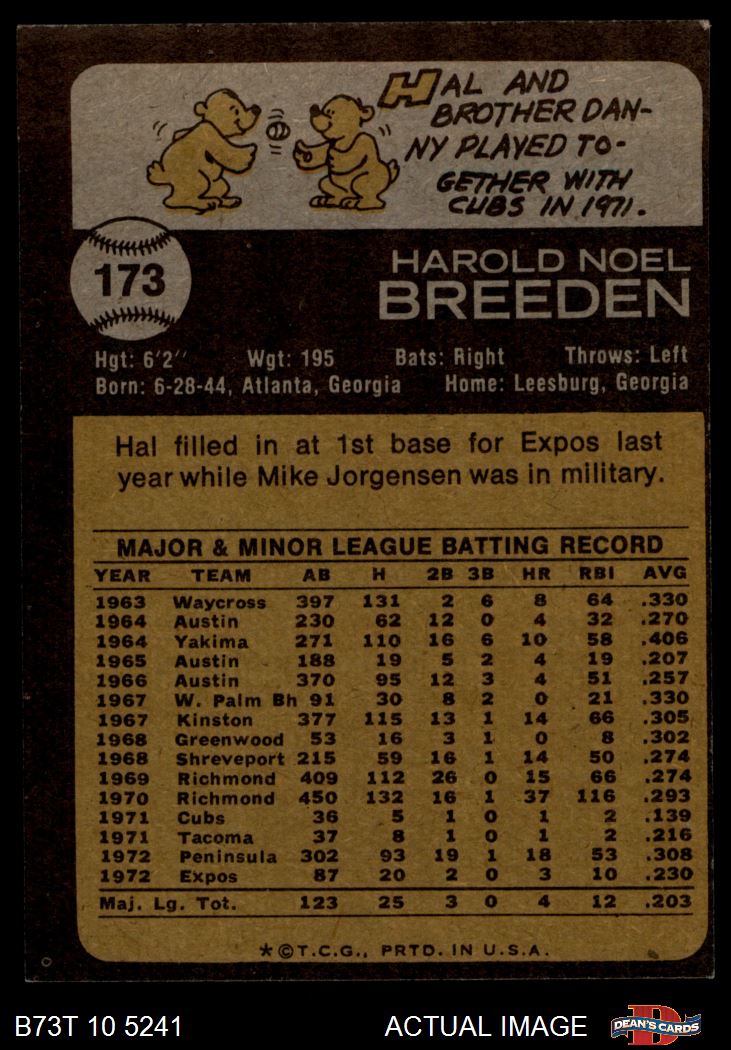 HAL AND
BROTHER DAN-
NY PLAYED TO-
GETHER WITH
CUBS IN 1971.
173
HAROLD NOEL
BREEDEN
Hgt: 6'2" Wgt: 195 Bats: Right Throws: Left
Born: 6-28-44, Atlanta, Georgia Home: Leesburg, Georgia
Hal filled in at 1st base for Expos last
year while Mike Jorgensen was in military.
MAJOR & MINOR LEAGUE BATTING RECORD
YEAR TEAM AB H 2B 3B HR RBI AVG
1963 Waycross 397 131 2 6 8 64 .330
1964 Austin 230 62 12 0 4 32 .270
1964 Yakima 271 110 16 6 10 58 .406
1965 Austin 188 19 5 2 4 19 .207
1966 Austin 370 95 12 3 4 51 .257
1967 W. Palm Bh 91 30 8 2 0 21 .330
1967 Kinston 377 115 13 1 14 66 .305
1968 Greenwood 53 16 3 1 0 8 .302
1968 Shreveport 215 59 16 1 14 50 .274
1969 Richmond 409 112 26 0 15 66 .274
1970 Richmond 450 132 16 1 37 116 .293
1971 Cubs 36 5 1 0 1 2 .139
1971 Tacoma 37 8 1 0 1 2 .216
1972 Peninsula 302 93 19 1 18 53 .308
1972 Expos 87 20 2 0 3 10 .230
Maj. Lg. Tot. 123 25 3 0 4 12 .203
*©T.C.G., PRTD. IN U.S.A.
B73T 10 5241 ACTUAL IMAGE D DEAN'S CARDS